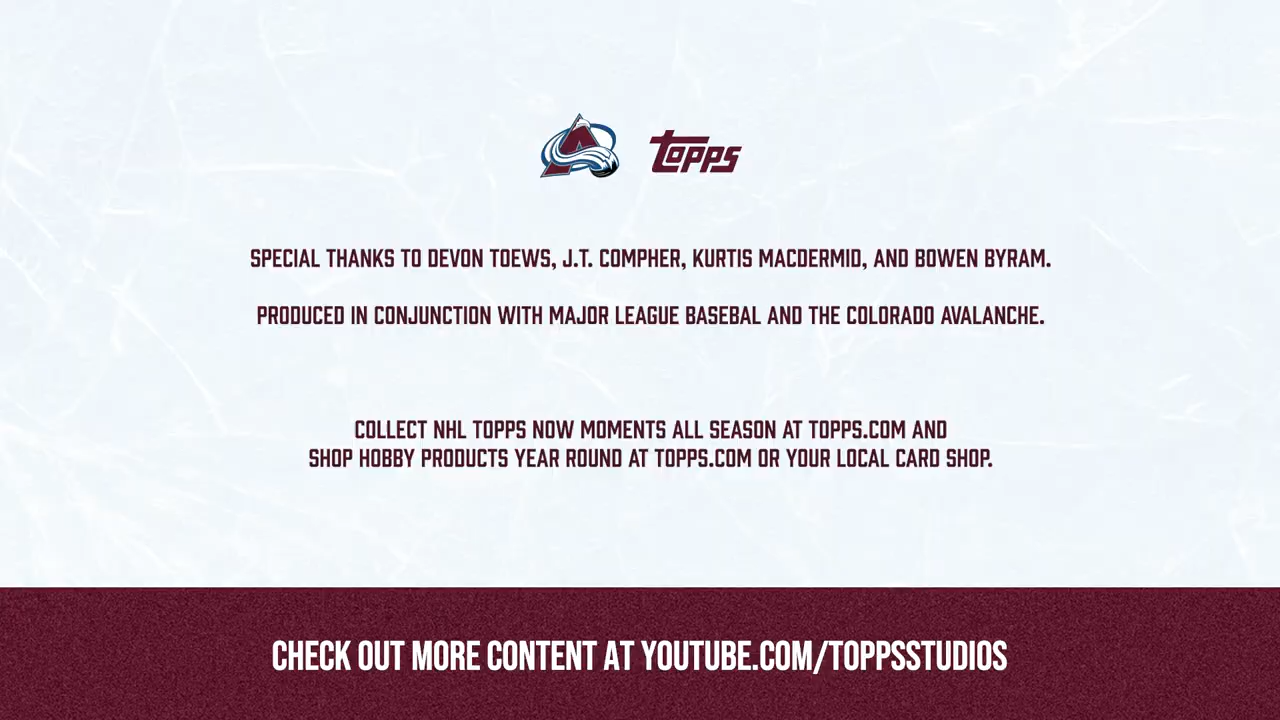 topps
SPECIAL THANKS TO DEVON TOEWS, J.T. COMPHER, KURTIS MACDERMID, AND BOWEN BYRAM.
PRODUCED IN CONJUNCTION WITH MAJOR LEAGUE BASEBAL AND THE COLORADO AVALANCHE.
COLLECT NHL TOPPS NOW MOMENTS ALL SEASON AT TOPPS.COM AND
SHOP HOBBY PRODUCTS YEAR ROUND AT TOPPS.COM OR YOUR LOCAL CARD SHOP.
CHECK OUT MORE CONTENT AT YOUTUBE.COM/TOPPSSTUDIOS